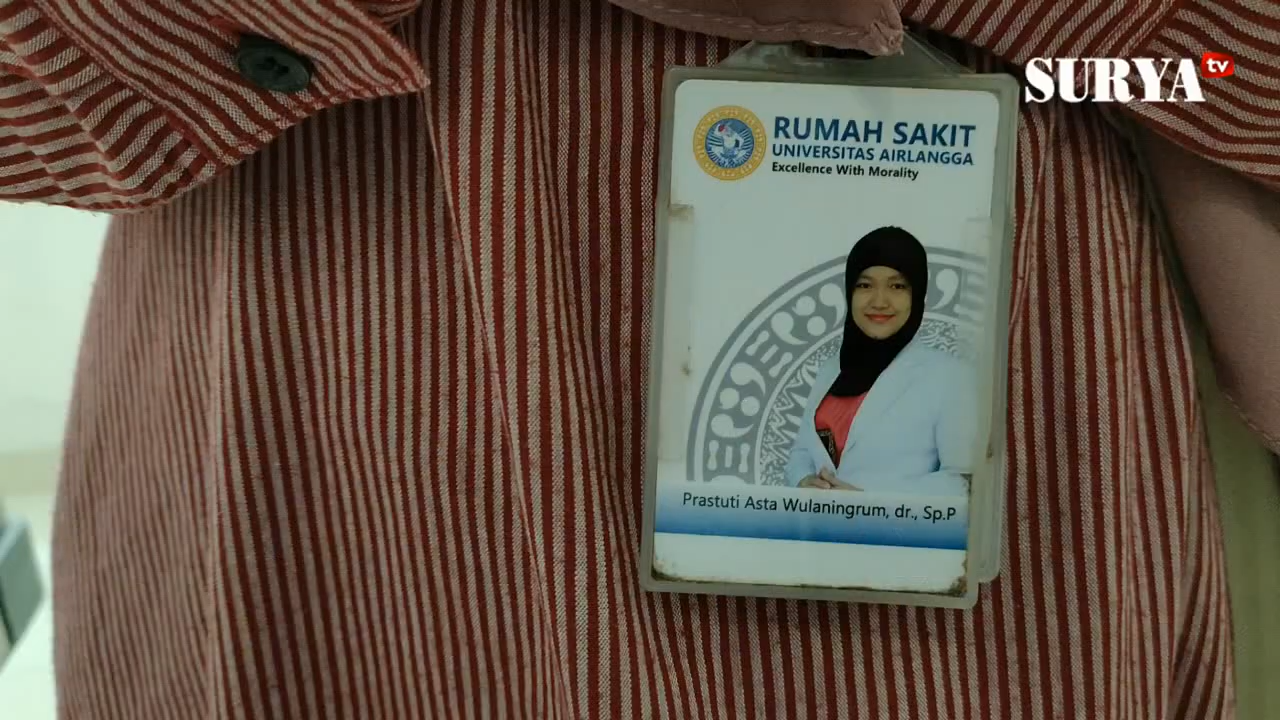 SURYA tv
RUMAH SAKIT
UNIVERSITAS AIRLANGGA
Excellence With Morality
Prastuti Asta Wulaningrum, dr., Sp.P